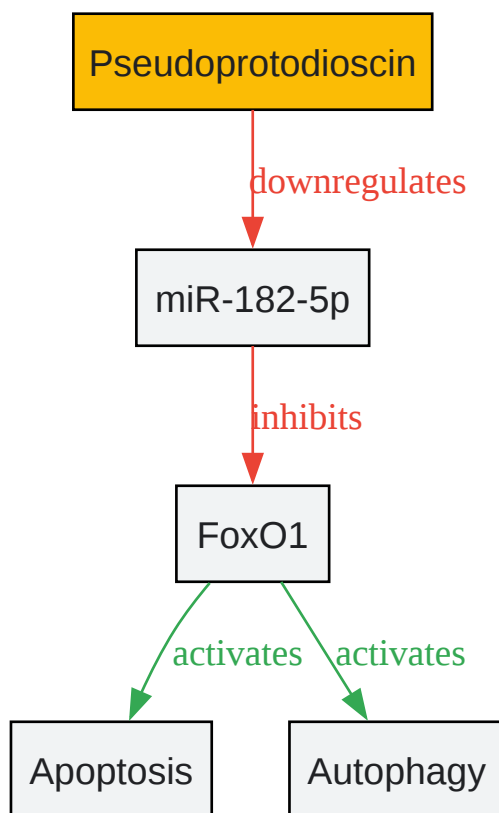 Pseudoprotodioscin
downregulates
miR-182-5p
inhibits
FoxO1
activates activates
Apoptosis Autophagy